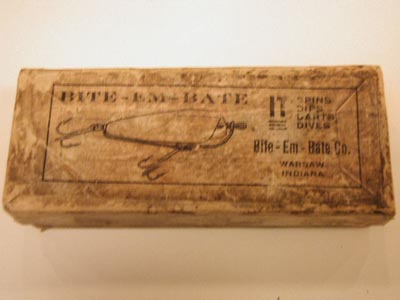 BITE-EM-BATE
IT
SPINS
DIPS
DARTS
DIVES
Bite-Em-Bate Co.
WARSAW
INDIANA